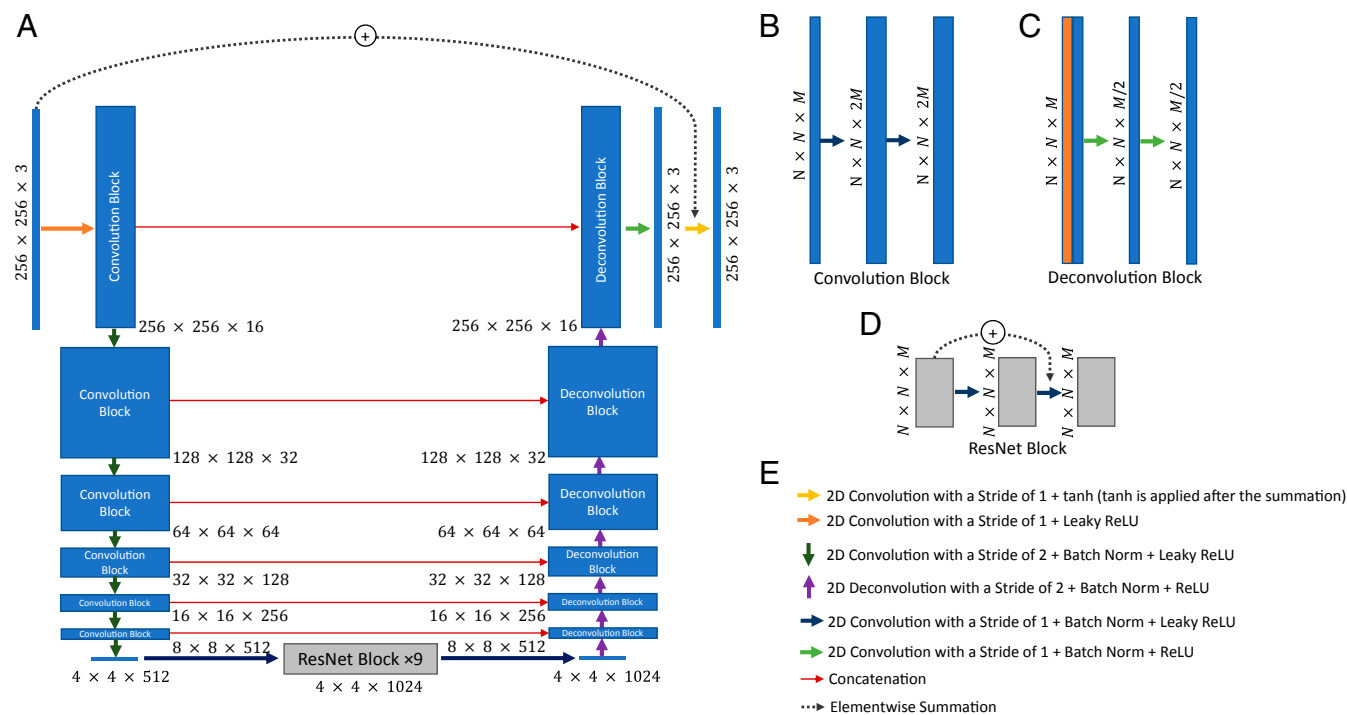 A
+
256 × 256 × 3
Convolution Block
Deconvolution Block
256 × 256 × 3
256 × 256 × 3
256 × 256 × 16
256 × 256 × 16
Convolution
Block
Deconvolution
Block
128 × 128 × 32
128 × 128 × 32
Convolution
Block
Deconvolution
Block
64 × 64 × 64
64 × 64 × 64
Convolution
Block
Deconvolution
Block
32 × 32 × 128
32 × 32 × 128
Convolution Block
Deconvolution Block
16 × 16 × 256
16 × 16 × 256
Convolution Block
Deconvolution Block
8 × 8 × 512
8 × 8 × 512
ResNet Block ×9
4 × 4 × 512
4 × 4 × 1024
4 × 4 × 1024
B
N × N × M
N × N × 2M
N × N × 2M
Convolution Block
C
N × N × M
N × N × M/2
N × N × M/2
Deconvolution Block
D
+
N × N × M
N × N × M
N × N × M
ResNet Block
E
2D Convolution with a Stride of 1 + tanh (tanh is applied after the summation)
2D Convolution with a Stride of 1 + Leaky ReLU
2D Convolution with a Stride of 2 + Batch Norm + Leaky ReLU
2D Deconvolution with a Stride of 2 + Batch Norm + ReLU
2D Convolution with a Stride of 1 + Batch Norm + Leaky ReLU
2D Convolution with a Stride of 1 + Batch Norm + ReLU
Concatenation
Elementwise Summation